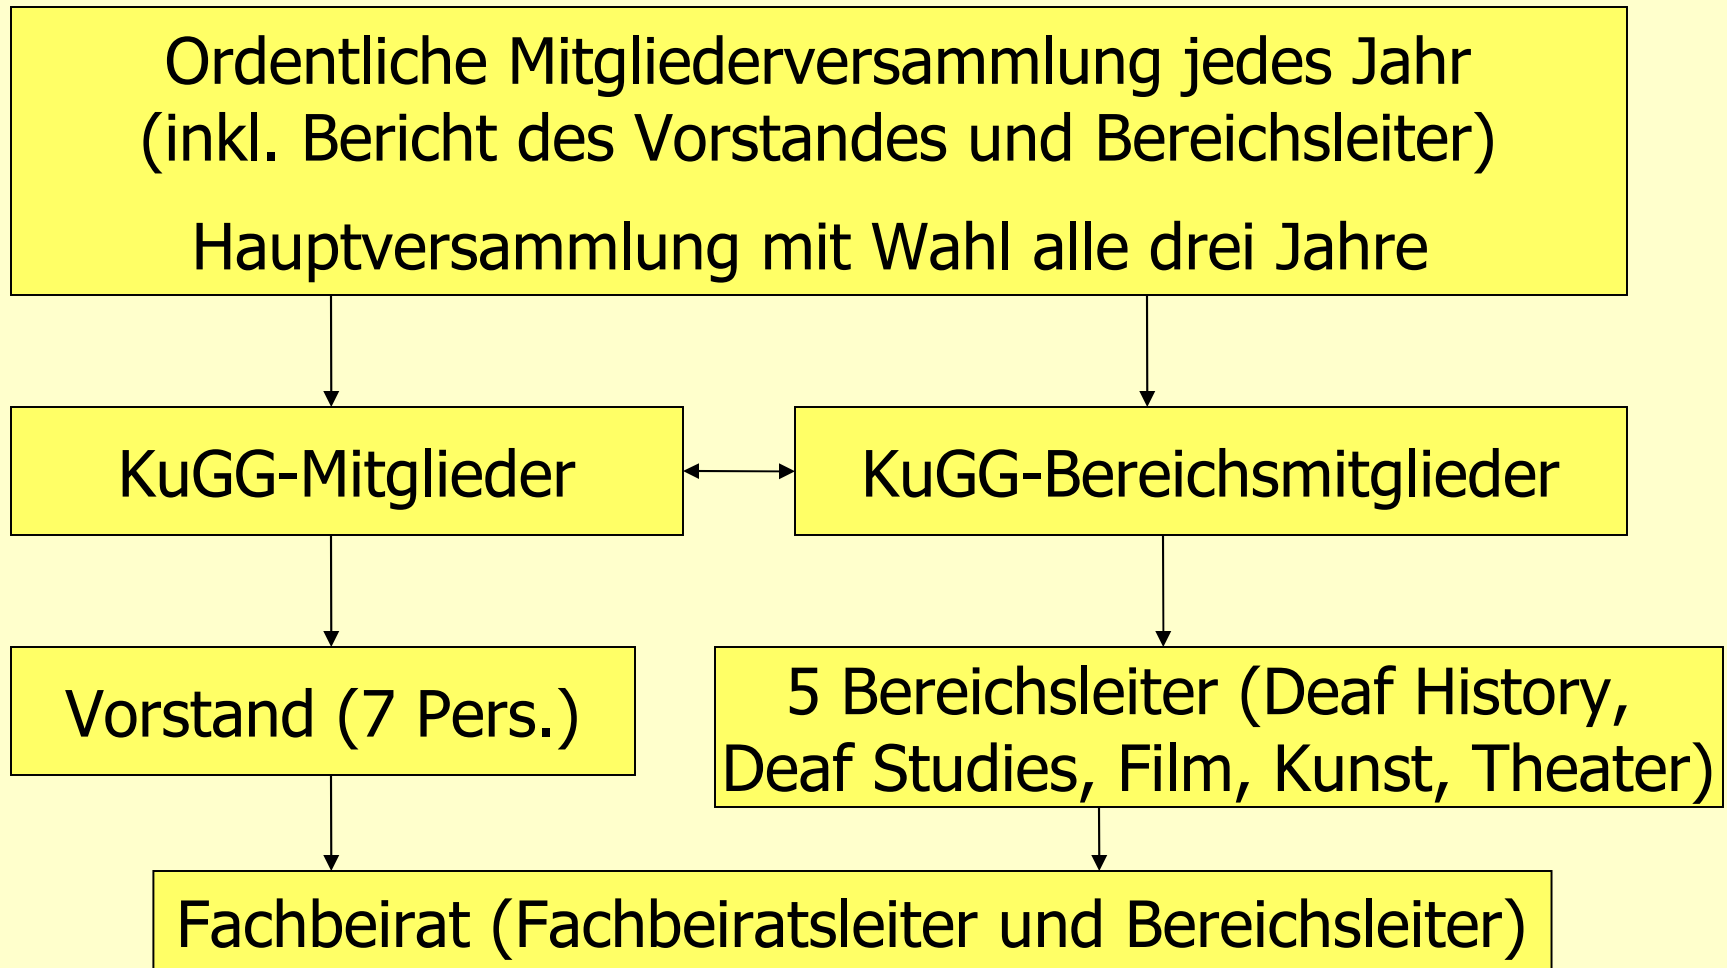 Ordentliche Mitgliederversammlung jedes Jahr
(inkl. Bericht des Vorstandes und Bereichsleiter)
Hauptversammlung mit Wahl alle drei Jahre
KuGG-Mitglieder
KuGG-Bereichsmitglieder
Vorstand (7 Pers.)
5 Bereichsleiter (Deaf History,
Deaf Studies, Film, Kunst, Theater)
Fachbeirat (Fachbeiratsleiter und Bereichsleiter)